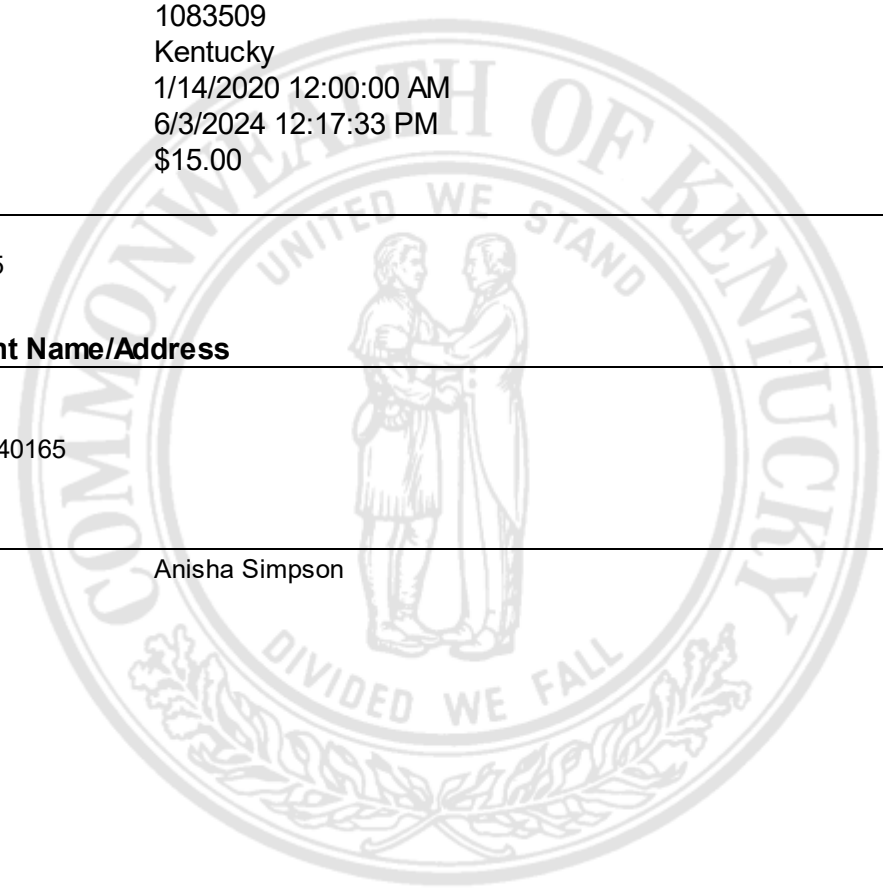 1083509
Kentucky
1/14/2020 12:00:00 AM
6/3/2024 12:17:33 PM
$15.00
COMMONWEALTH OF KENTUCKY
UNITED WE STAND
nt Name/Address
40165
Anisha Simpson
DIVIDED WE FALL